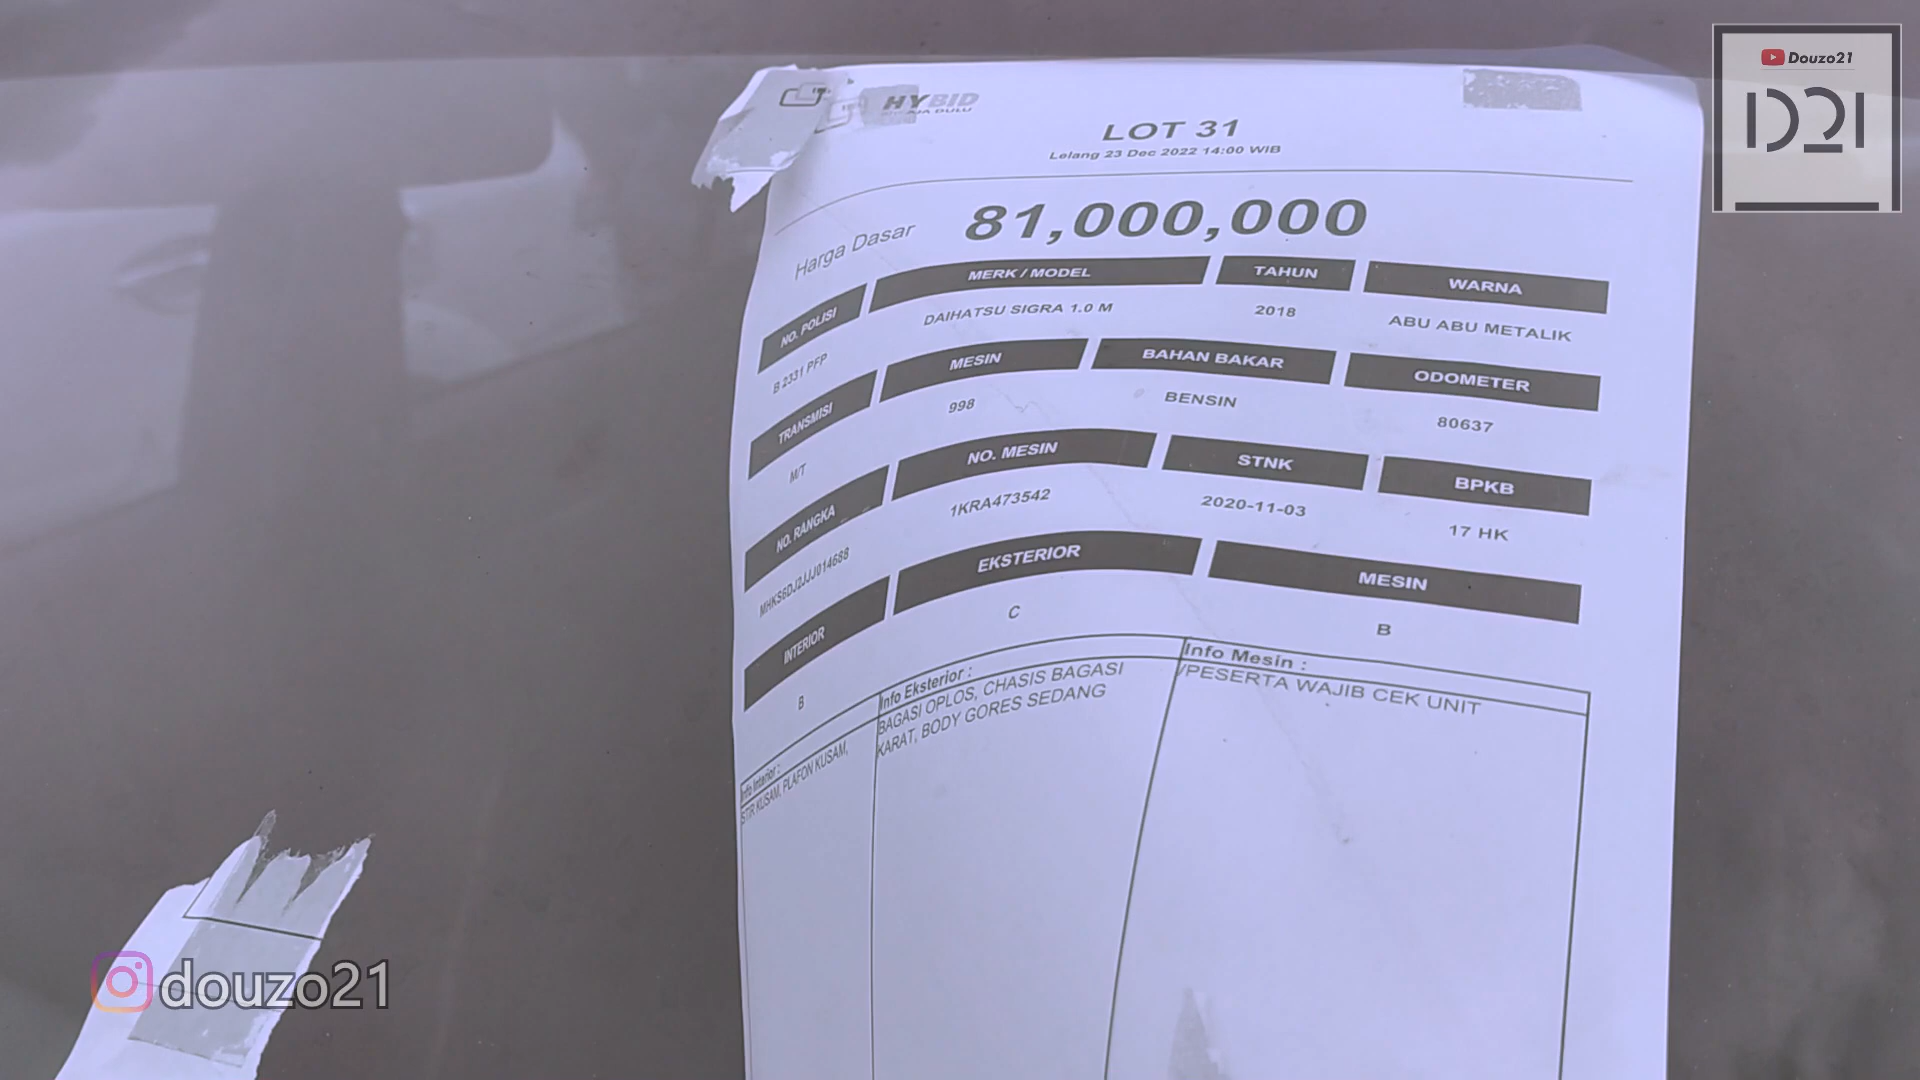 Douzo21
D21
HYBID
AJA DULU
LOT 31
Lelang 23 Dec 2022 14:00 WIB
Harga Dasar 81,000,000
NO. POLISI MERK / MODEL TAHUN WARNA
B 2331 PFP DAIHATSU SIGRA 1.0 M 2018 ABU ABU METALIK
TRANSMISI MESIN BAHAN BAKAR ODOMETER
M/T 998 BENSIN 80637
NO. RANGKA NO. MESIN STNK BPKB
MHKS6DJ2JJJ014688 1KRA473542 2020-11-03 17 HK
INTERIOR EKSTERIOR MESIN
B C B
Info Interior :
STIR KUSAM, PLAFON KUSAM,
Info Eksterior :
BAGASI OPLOS, CHASIS BAGASI
KARAT, BODY GORES SEDANG
Info Mesin :
/PESERTA WAJIB CEK UNIT
douzo21